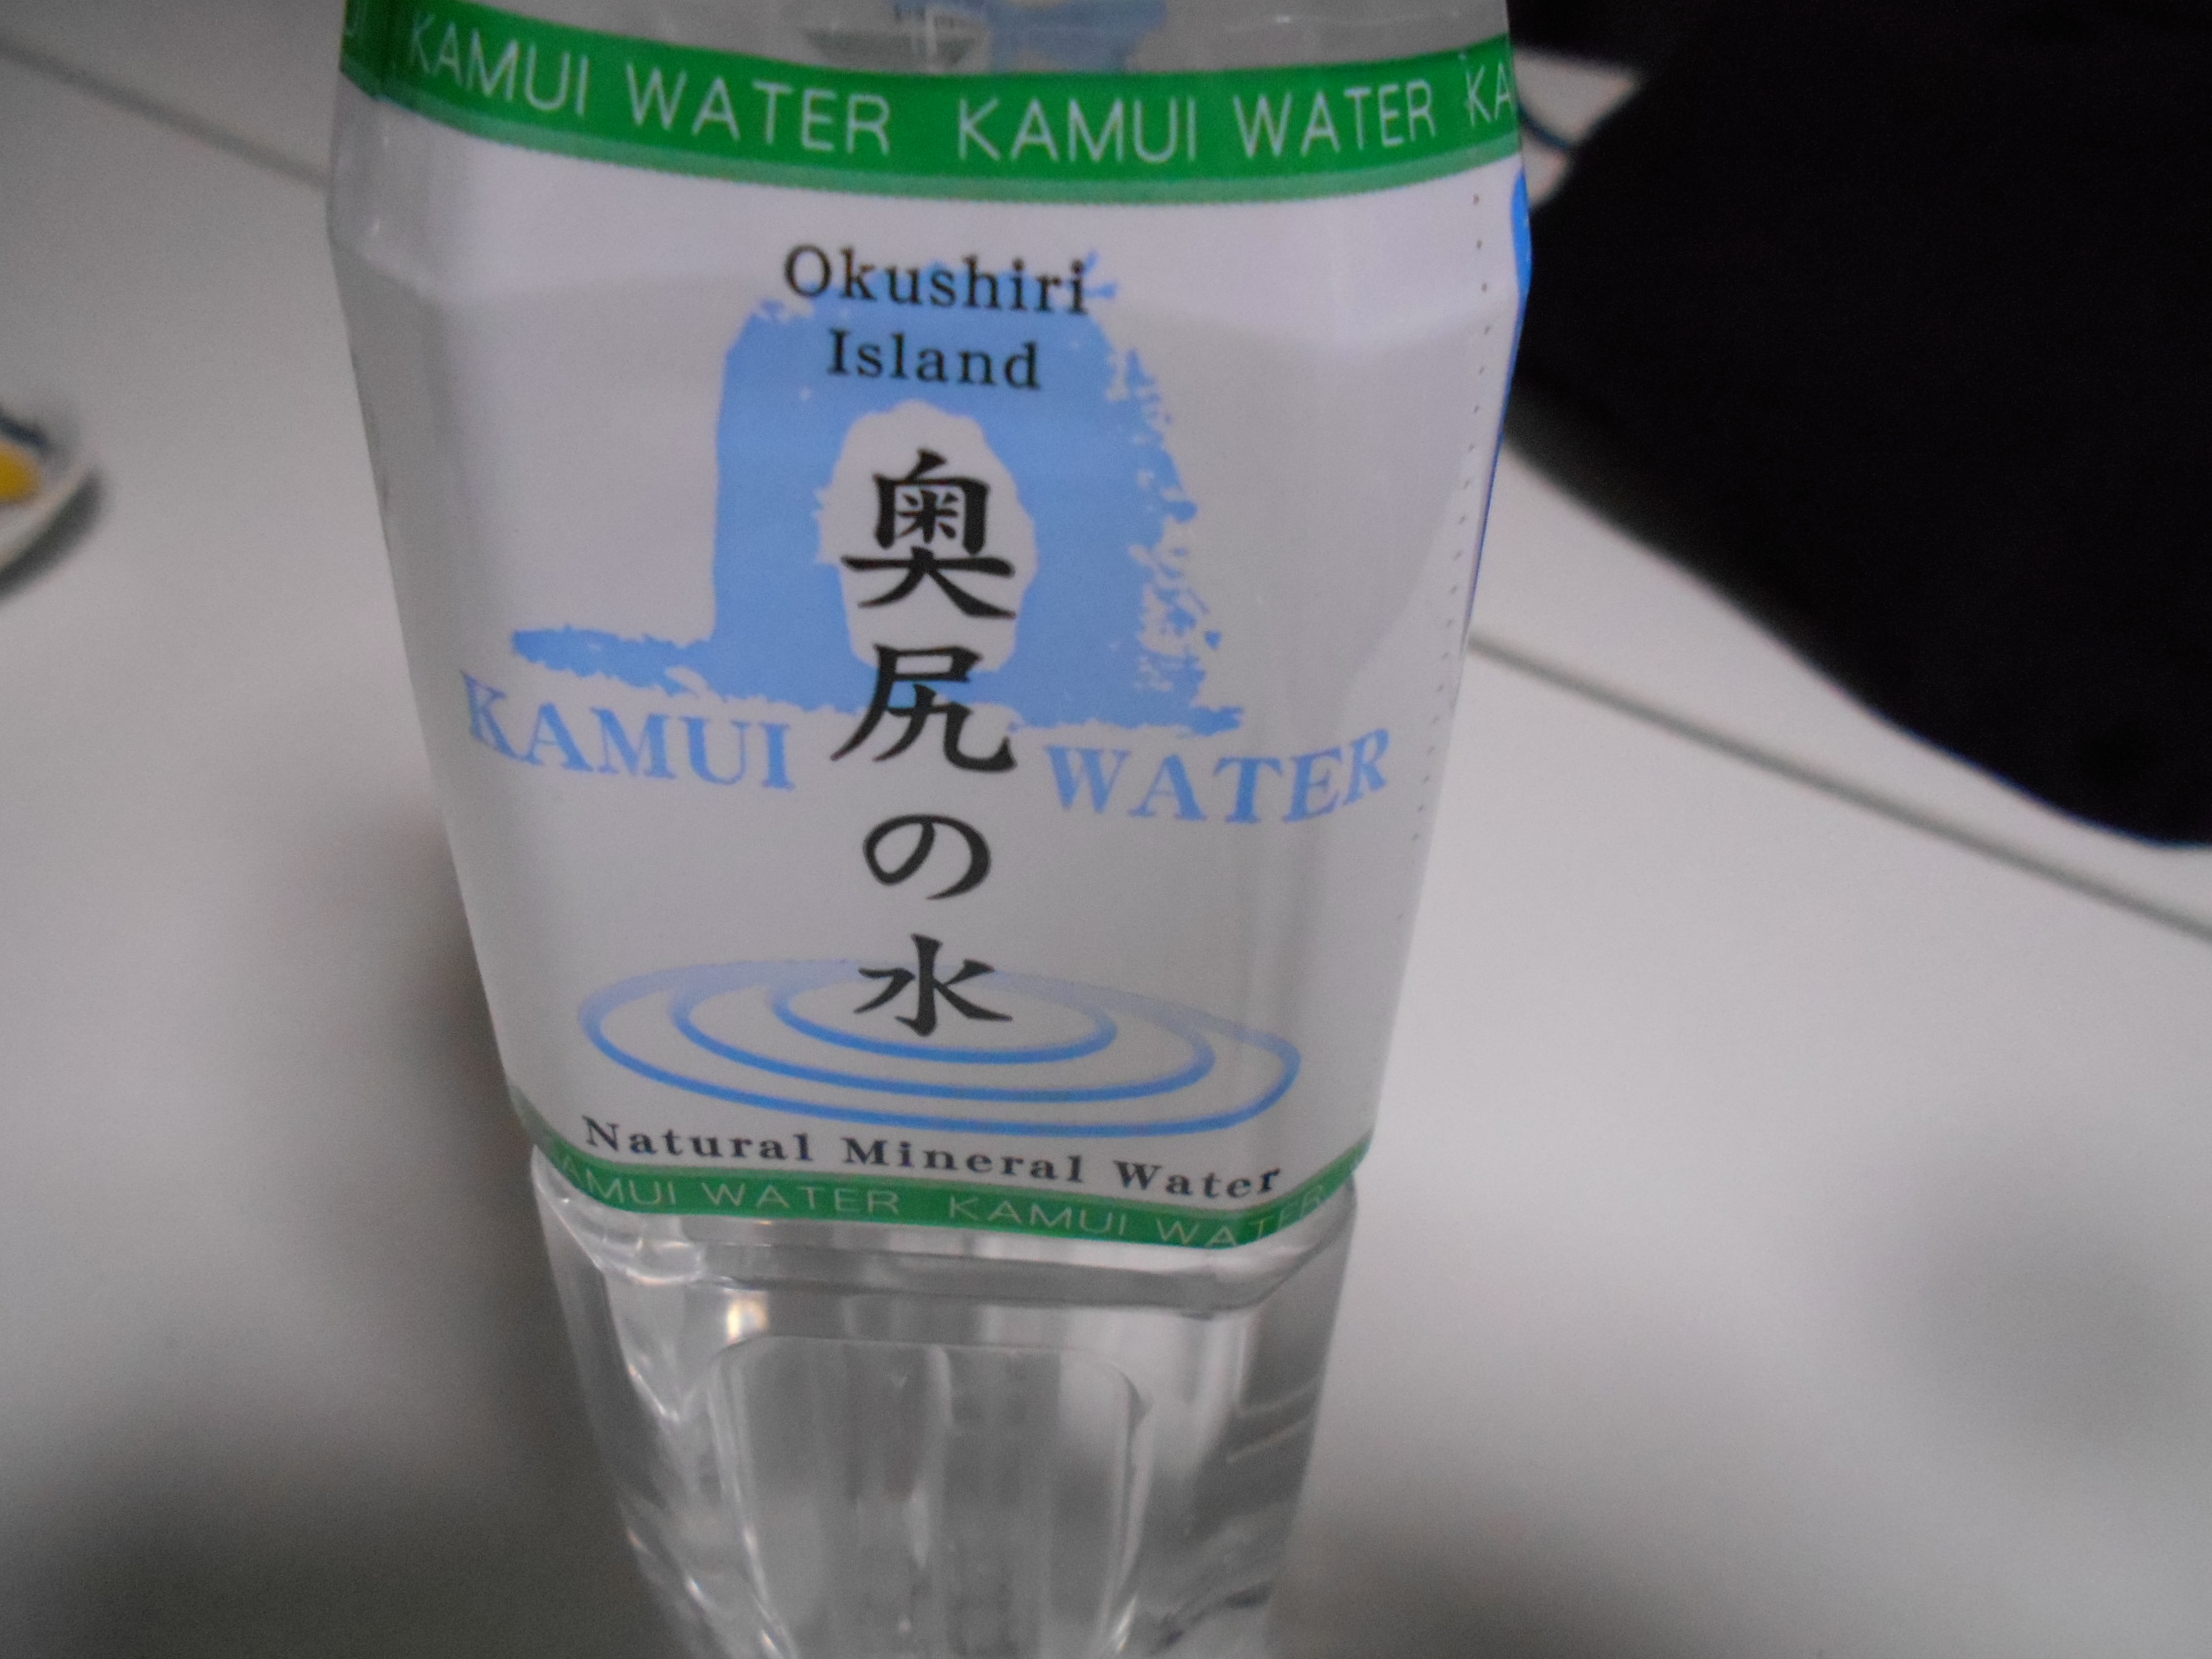 KAMUI WATER KAMUI WATER KA
Okushiri
Island
奥尻の水
KAMUI WATER
Natural Mineral Water
KAMUI WATER KAMUI WATER